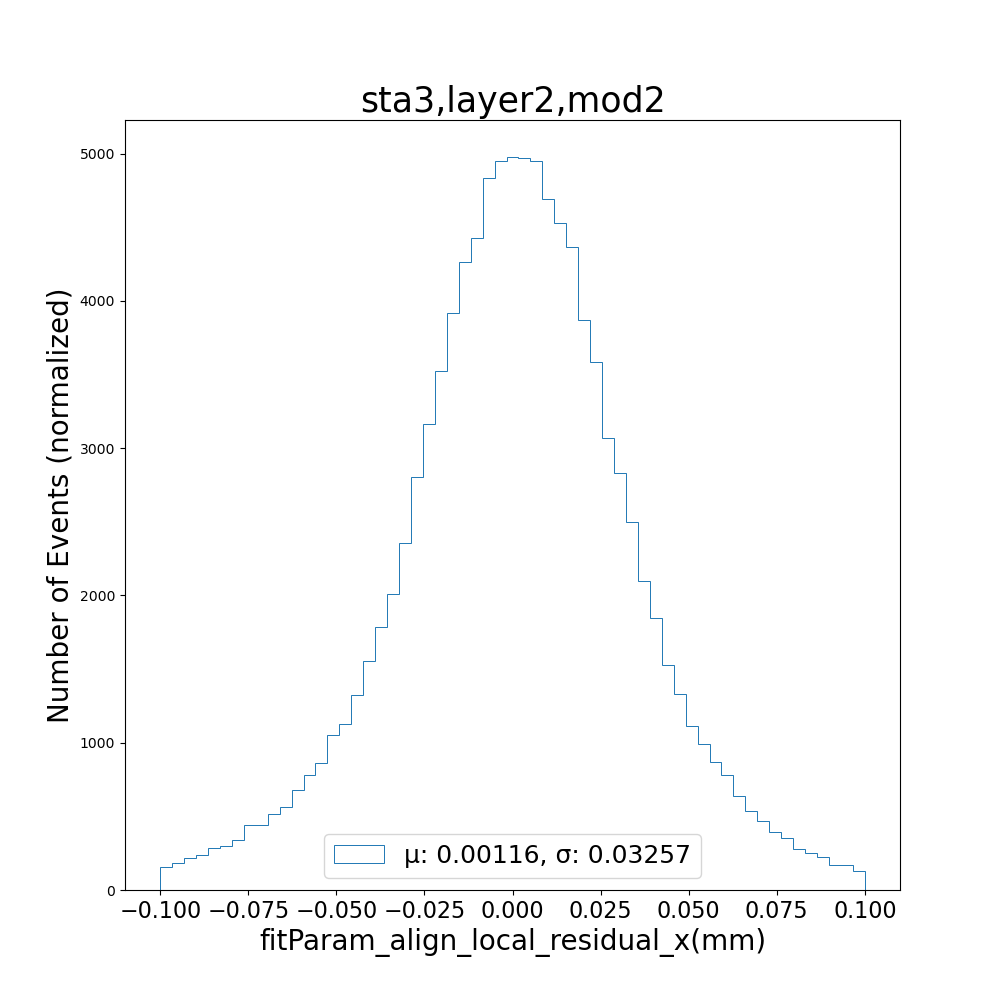 sta3,layer2,mod2
Number of Events (normalized)
5000
4000
3000
2000
1000
0
μ: 0.00116, σ: 0.03257
−0.100 −0.075 −0.050 −0.025 0.000 0.025 0.050 0.075 0.100
fitParam_align_local_residual_x(mm)